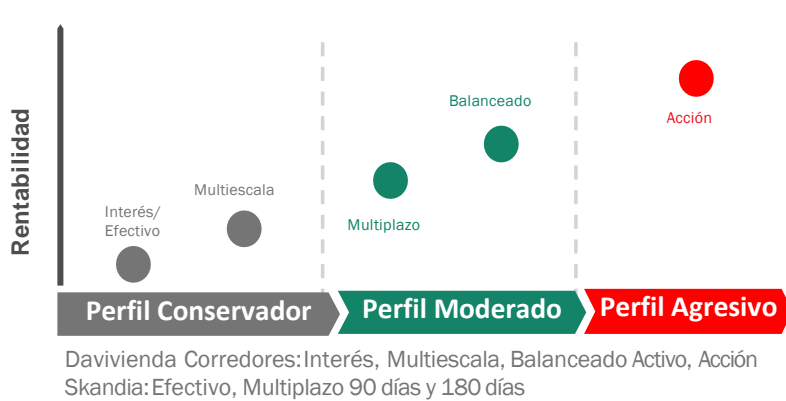 Rentabilidad
Balanceado
Acción
Multiescala
Interés/
Efectivo
Multiplazo
Perfil Conservador
Perfil Moderado
Perfil Agresivo
Davivienda Corredores: Interés, Multiescala, Balanceado Activo, Acción
Skandia: Efectivo, Multiplazo 90 días y 180 días